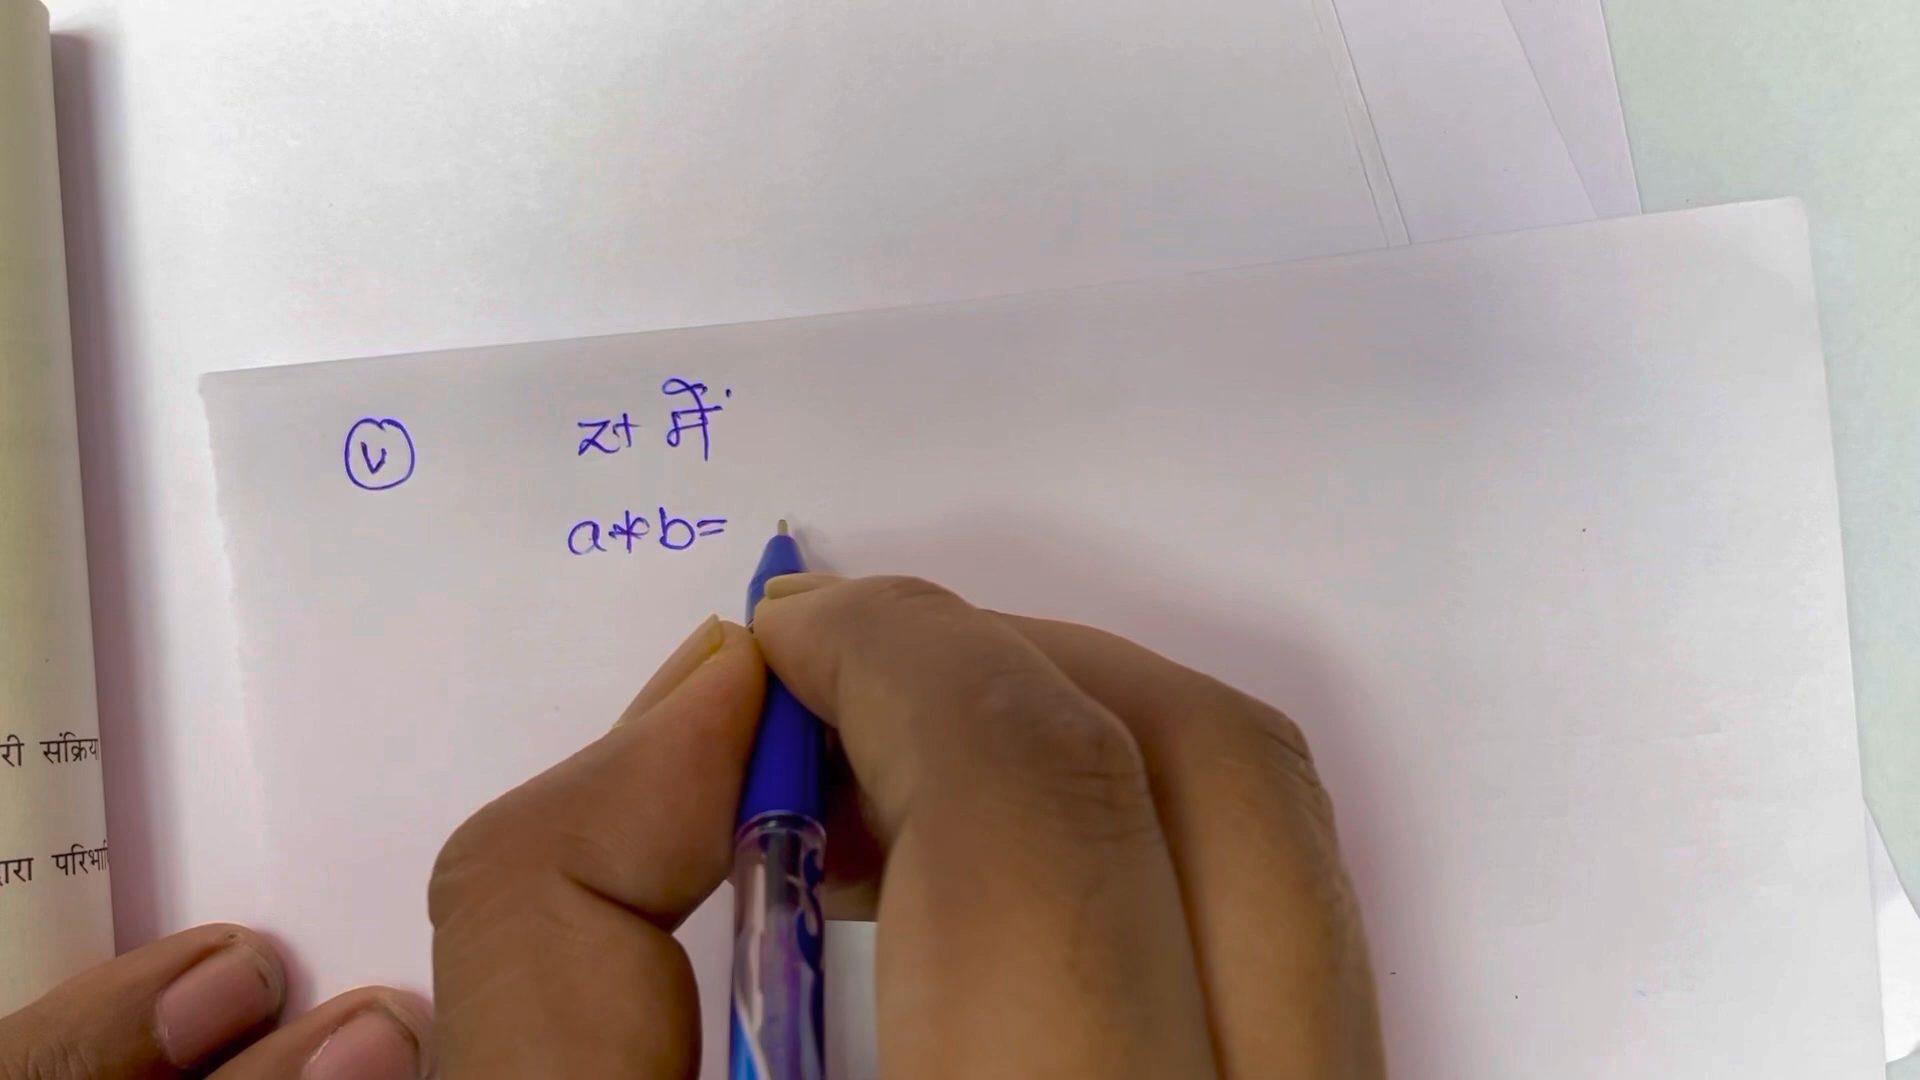 (v) z+ में
a*b=
री संक्रिय
ारा परिभा